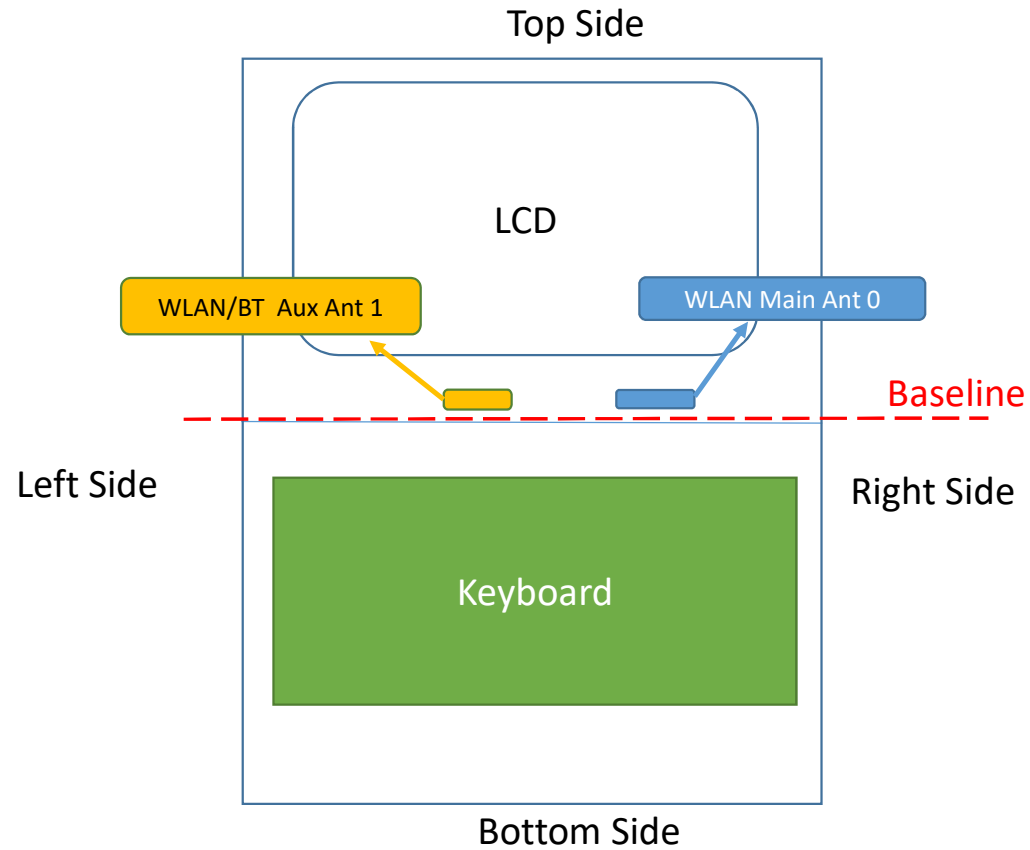 Top Side
LCD
WLAN/BT  Aux Ant 1
WLAN Main Ant 0
Baseline
Left Side
Right Side
Keyboard
Bottom Side